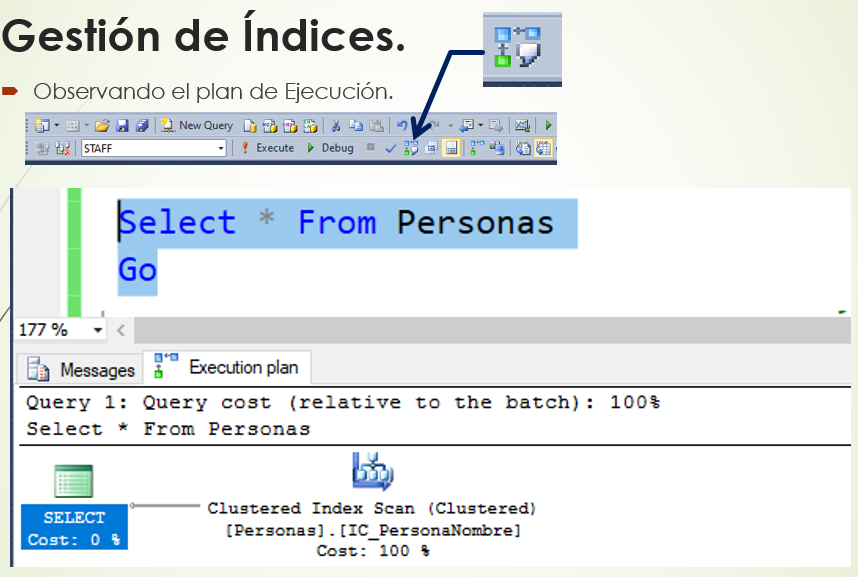 Gestión de Índices.
Observando el plan de Ejecución.
New Query
STAFF
Execute
Debug
Select * From Personas
Go
177 %
Messages
Execution plan
Query 1: Query cost (relative to the batch): 100%
Select * From Personas
SELECT
Cost: 0 %
Clustered Index Scan (Clustered)
[Personas].[IC_PersonaNombre]
Cost: 100 %